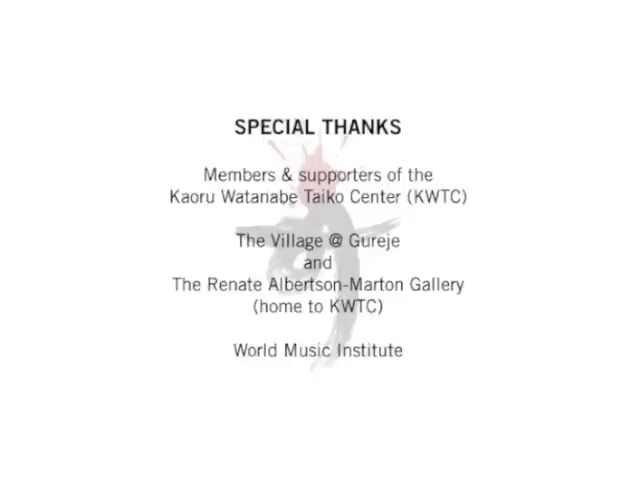 SPECIAL THANKS
Members & supporters of the
Kaoru Watanabe Taiko Center (KWTC)
The Village @ Gureje
and
The Renate Albertson-Marton Gallery
(home to KWTC)
World Music Institute